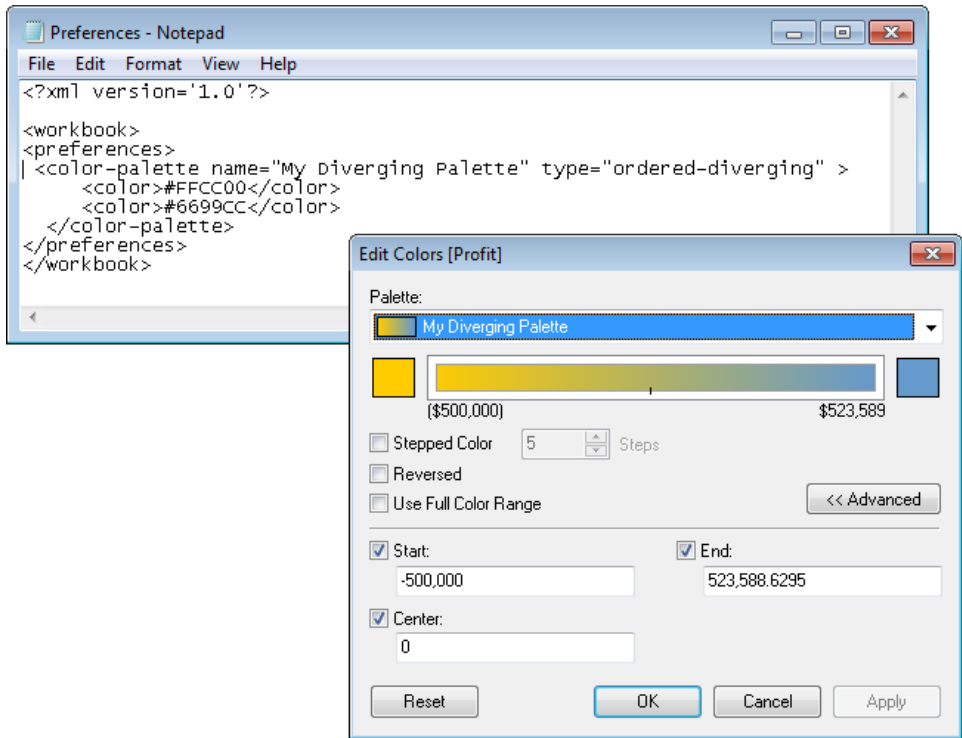 Preferences - Notepad
File Edit Format View Help
<?xml version='1.0'?>
<workbook>
<preferences>
<color-palette name="My Diverging Palette" type="ordered-diverging" >
<color>#FFCC00</color>
<color>#6699CC</color>
</color-palette>
</preferences>
</workbook>
Edit Colors [Profit]
Palette:
My Diverging Palette
($500,000) $523,589
Stepped Color 5 Steps
Reversed
Use Full Color Range << Advanced
Start: End:
-500,000 523,588.6295
Center:
0
Reset OK Cancel Apply